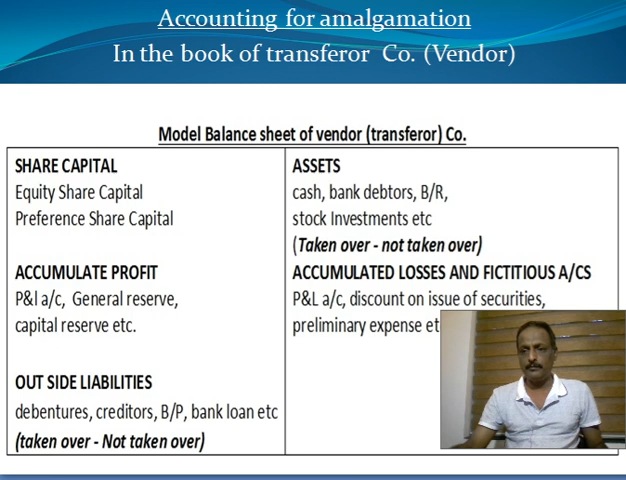 Accounting for amalgamation
In the book of transferor Co. (Vendor)
Model Balance sheet of vendor (transferor) Co.
SHARE CAPITAL
Equity Share Capital
Preference Share Capital
ACCUMULATE PROFIT
P&l a/c, General reserve,
capital reserve etc.
OUT SIDE LIABILITIES
debentures, creditors, B/P, bank loan etc
(taken over - Not taken over)
ASSETS
cash, bank debtors, B/R,
stock Investments etc
(Taken over - not taken over)
ACCUMULATED LOSSES AND FICTITIOUS A/CS
P&L a/c, discount on issue of securities,
preliminary expense et